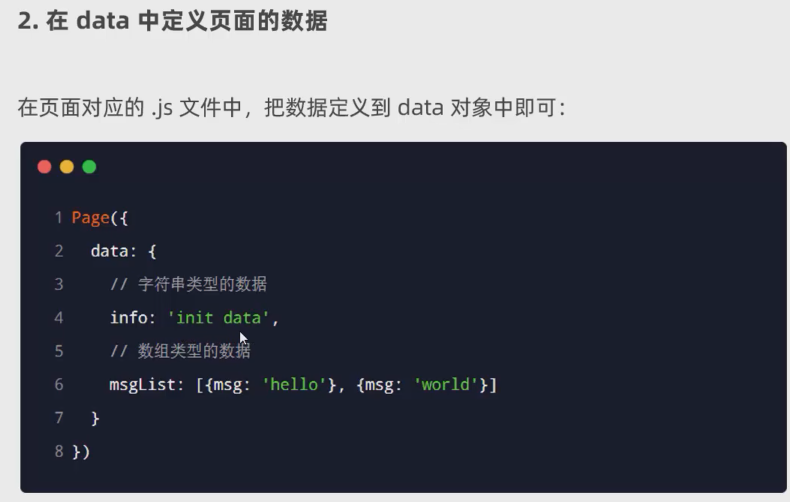 2. 在 data 中定义页面的数据
在页面对应的 .js 文件中，把数据定义到 data 对象中即可：
1 Page({
2   data: {
3     // 字符串类型的数据
4     info: 'init data',
5     // 数组类型的数据
6     msgList: [{msg: 'hello'}, {msg: 'world'}]
7   }
8 })